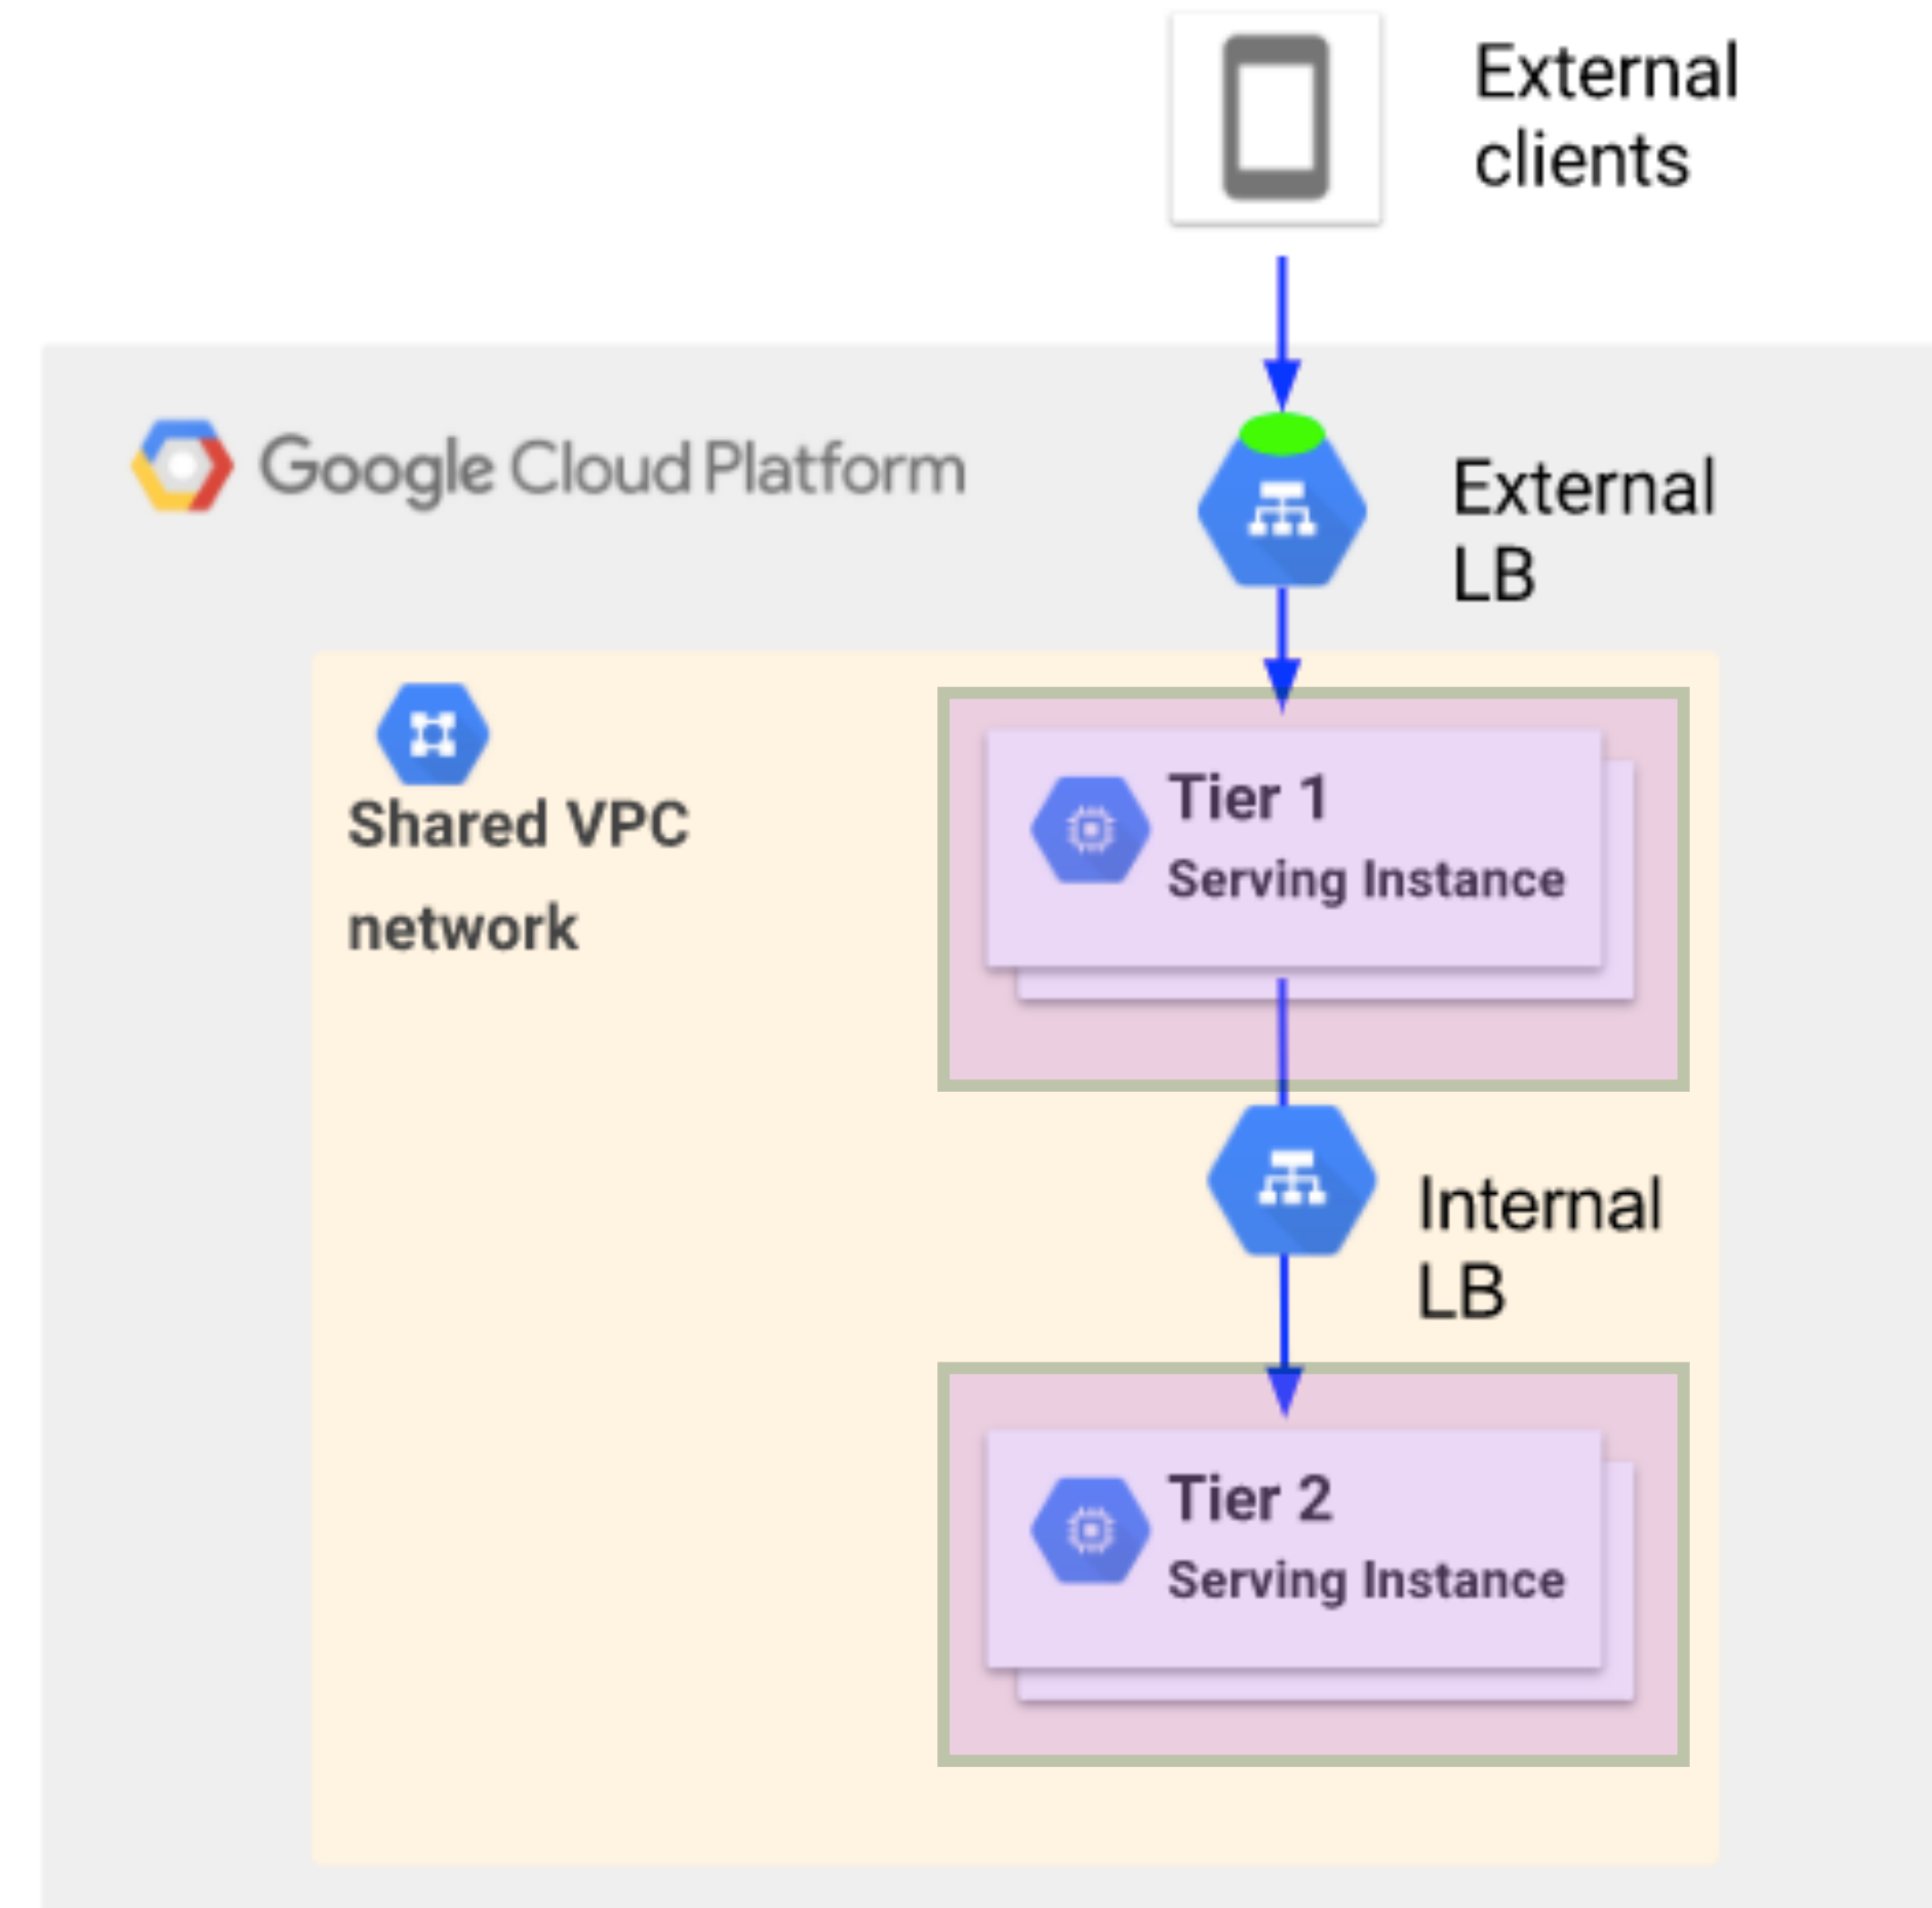 External
clients
Google Cloud Platform
External
LB
Shared VPC
network
Tier 1
Serving Instance
Internal
LB
Tier 2
Serving Instance